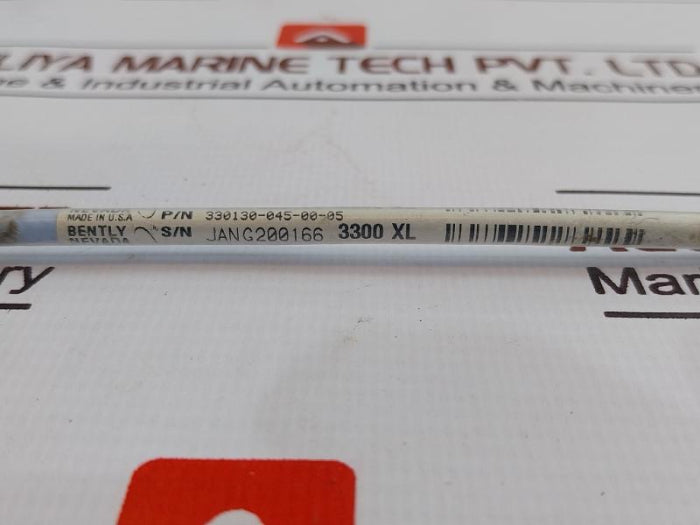 LIYA MARINE TECH PVT. LTD
e & Industrial Automation & Machine
MADE IN U.S.A P/N 330130-045-00-05
BENTLY S/N JANG200166 3300 XL
NEVADA
ry
Mar